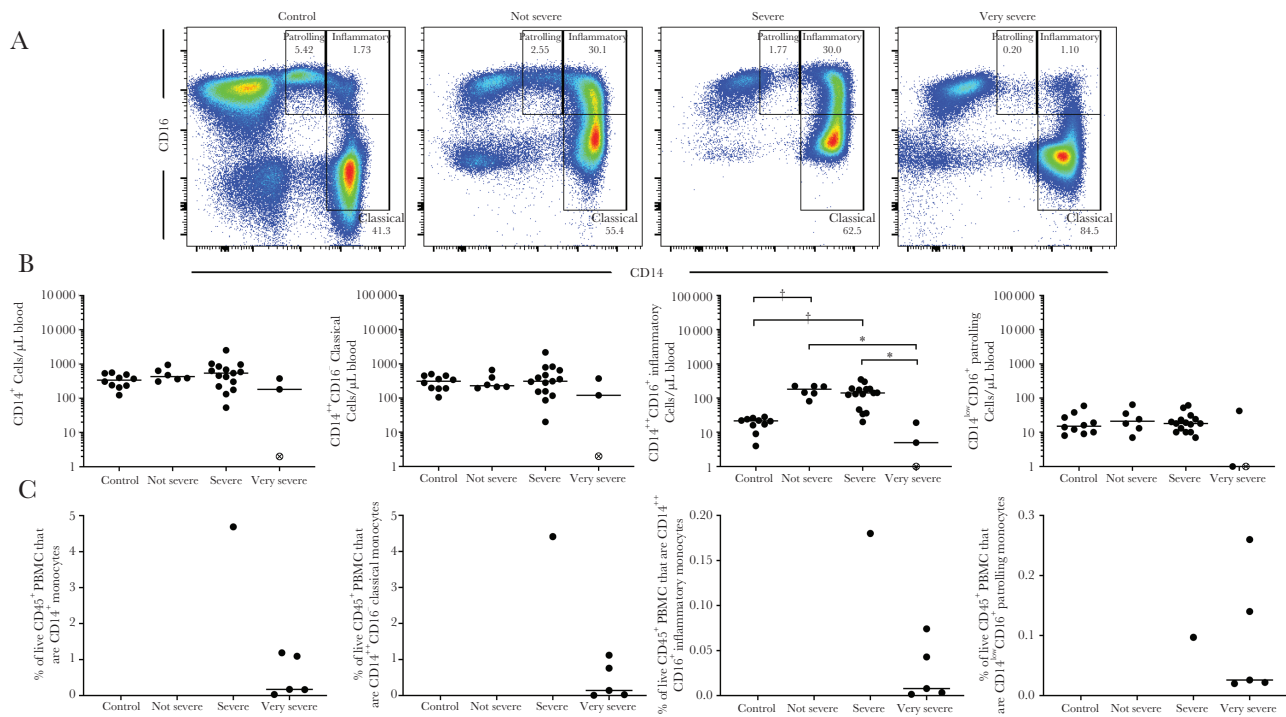 A
Control
Not severe
Severe
Very severe
Patrolling Inflammatory
5.42 1.73
Patrolling Inflammatory
2.55 30.1
Patrolling Inflammatory
1.77 30.0
Patrolling Inflammatory
0.20 1.10
CD16
Classical
41.3
Classical
55.4
Classical
62.5
Classical
84.5
CD14
B
CD14⁺ Cells/µL blood
10 000
1000
100
10
1
Control Not severe Severe Very severe
CD14⁺⁺CD16⁻ Classical
Cells/µL blood
100 000
10 000
1000
100
10
1
Control Not severe Severe Very severe
CD14⁺⁺CD16⁺ inflammatory
Cells/µL blood
100 000
10 000
1000
100
10
1
†
†
*
*
Control Not severe Severe Very severe
CD14ˡᵒʷCD16⁺ patrolling
Cells/µL blood
100 000
10 000
1000
100
10
1
Control Not severe Severe Very severe
C
% of live CD45⁺ PBMC that
are CD14⁺ monocytes
5
4
3
2
1
0
Control Not severe Severe Very severe
% of live CD45⁺ PBMC that
are CD14⁺⁺CD16⁻ classical monocytes
5
4
3
2
1
0
Control Not severe Severe Very severe
% of live CD45⁺ PBMC that are CD14⁺⁺
CD16⁺ inflammatory monocytes
0.20
0.15
0.10
0.05
0.00
Control Not severe Severe Very severe
% of live CD45⁺ PBMC that
are CD14ˡᵒʷCD16⁺ patrolling monocytes
0.3
0.2
0.1
0.0
Control Not severe Severe Very severe